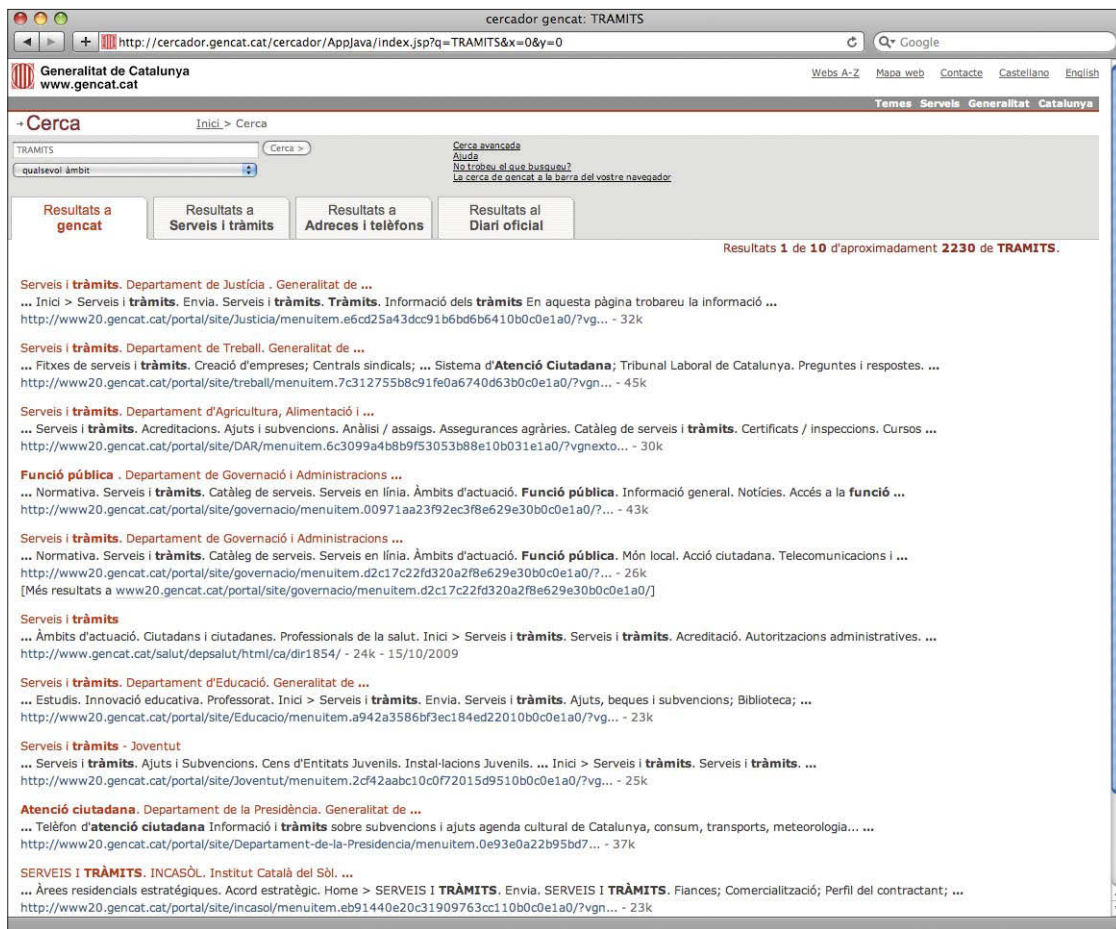 cercador gencat: TRAMITS
http://cercador.gencat.cat/cercador/AppJava/index.jsp?q=TRAMITS&x=0&y=0
Google
Generalitat de Catalunya
www.gencat.cat
Webs A-Z Mapa web Contacte Castellano English
Temes Serveis Generalitat Catalunya
Cerca
Inici > Cerca
TRAMITS
Cerca >
qualsevol àmbit
Cerca avançada
Ajuda
No trobeu el que busqueu?
La cerca de gencat a la barra del vostre navegador
Resultats a gencat
Resultats a Serveis i tràmits
Resultats a Adreces i telèfons
Resultats al Diari oficial
Resultats 1 de 10 d'aproximadament 2230 de TRAMITS.
Serveis i tràmits. Departament de Justícia . Generalitat de ...
... Inici > Serveis i tràmits. Envia. Serveis i tràmits. Tràmits. Informació dels tràmits En aquesta pàgina trobareu la informació ...
http://www20.gencat.cat/portal/site/Justicia/menuitem.e6cd25a43dcc91b6bd6b6410b0c0e1a0/?vg... - 32k
Serveis i tràmits. Departament de Treball. Generalitat de ...
... Fitxes de serveis i tràmits. Creació d'empreses; Centrals sindicals; ... Sistema d'Atenció Ciutadana; Tribunal Laboral de Catalunya. Preguntes i respostes. ...
http://www20.gencat.cat/portal/site/treball/menuitem.7c312755b8c91fe0a6740d63b0c0e1a0/?vgn... - 45k
Serveis i tràmits. Departament d'Agricultura, Alimentació i ...
... Serveis i tràmits. Acreditacions. Ajuts i subvencions. Anàlisi / assaigs. Assegurances agràries. Catàleg de serveis i tràmits. Certificats / inspeccions. Cursos ...
http://www20.gencat.cat/portal/site/DAR/menuitem.6c3099a4b8b9f53053b88e10b031e1a0/?vgnexto... - 30k
Funció pública . Departament de Governació i Administracions ...
... Normativa. Serveis i tràmits. Catàleg de serveis. Serveis en línia. Àmbits d'actuació. Funció pública. Informació general. Notícies. Accés a la funció ...
http://www20.gencat.cat/portal/site/governacio/menuitem.00971aa23f92ec3f8e629e30b0c0e1a0/?... - 43k
Serveis i tràmits. Departament de Governació i Administracions ...
... Normativa. Serveis i tràmits. Catàleg de serveis. Serveis en línia. Àmbits d'actuació. Funció pública. Món local. Acció ciutadana. Telecomunicacions i ...
http://www20.gencat.cat/portal/site/governacio/menuitem.d2c17c22fd320a2f8e629e30b0c0e1a0/?... - 26k
[Més resultats a www20.gencat.cat/portal/site/governacio/menuitem.d2c17c22fd320a2f8e629e30b0c0e1a0/]
Serveis i tràmits
... Àmbits d'actuació. Ciutadans i ciutadanes. Professionals de la salut. Inici > Serveis i tràmits. Serveis i tràmits. Acreditació. Autoritzacions administratives. ...
http://www.gencat.cat/salut/depsalut/html/ca/dir1854/ - 24k - 15/10/2009
Serveis i tràmits. Departament d'Educació. Generalitat de ...
... Estudis. Innovació educativa. Professorat. Inici > Serveis i tràmits. Envia. Serveis i tràmits. Ajuts, beques i subvencions; Biblioteca; ...
http://www20.gencat.cat/portal/site/Educacio/menuitem.a942a3586bf3ec184ed22010b0c0e1a0/?vg... - 23k
Serveis i tràmits - Joventut
... Serveis i tràmits. Ajuts i Subvencions. Cens d'Entitats Juvenils. Instal·lacions Juvenils. ... Inici > Serveis i tràmits. Serveis i tràmits. ...
http://www20.gencat.cat/portal/site/Joventut/menuitem.2cf42aabc10c0f72015d9510b0c0e1a0/?vg... - 25k
Atenció ciutadana. Departament de la Presidència. Generalitat de ...
... Telèfon d'atenció ciutadana Informació i tràmits sobre subvencions i ajuts agenda cultural de Catalunya, consum, transports, meteorologia... ...
http://www20.gencat.cat/portal/site/Departament-de-la-Presidencia/menuitem.0e93e0a22b95bd7... - 37k
SERVEIS I TRÀMITS. INCASÒL. Institut Català del Sòl. ...
... Àrees residencials estratégiques. Acord estratègic. Home > SERVEIS I TRÀMITS. Envia. SERVEIS I TRÀMITS. Fiances; Comercialització; Perfil del contractant; ...
http://www20.gencat.cat/portal/site/incasol/menuitem.eb91440e20c31909763cc110b0c0e1a0/?vgn... - 23k